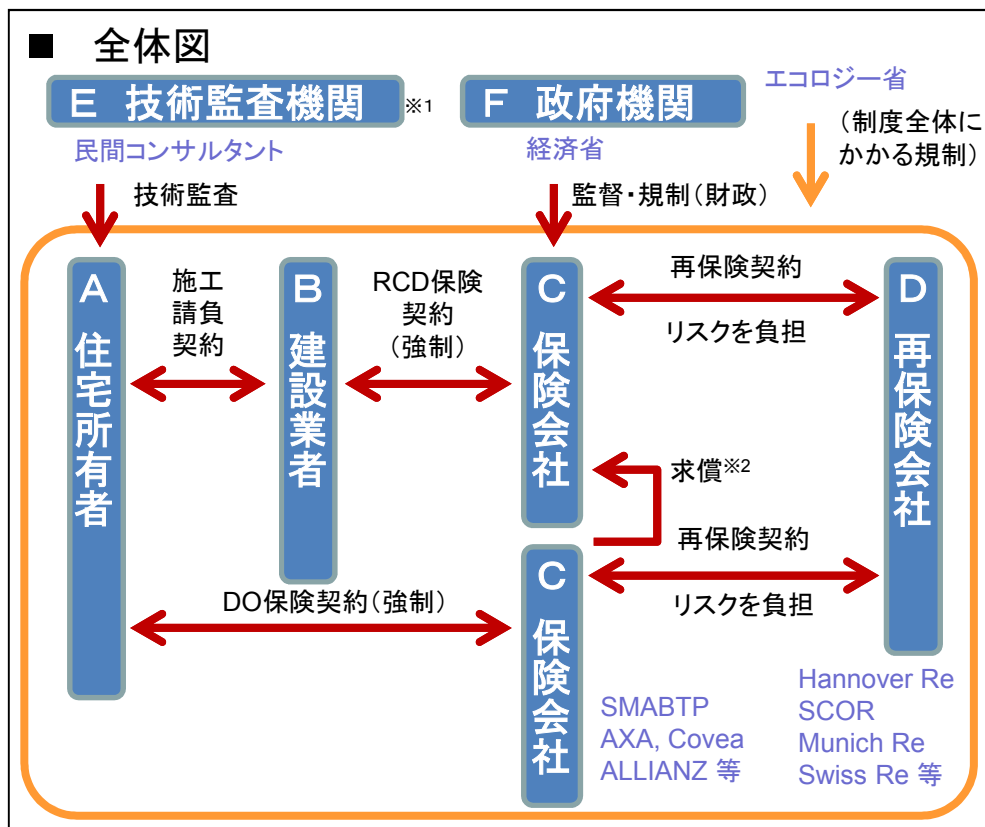 ■ 全体図
E 技術監査機関 ※1
F 政府機関
エコロジー省
民間コンサルタント
経済省
(制度全体に
かかる規制)
技術監査
監督・規制(財政)
A 住宅所有者
施工
請負
契約
B 建設業者
RCD保険
契約
(強制)
C 保険会社
再保険契約
リスクを負担
D 再保険会社
求償※2
再保険契約
リスクを負担
DO保険契約(強制)
C 保険会社
SMABTP
AXA, Covea
ALLIANZ 等
Hannover Re
SCOR
Munich Re
Swiss Re 等